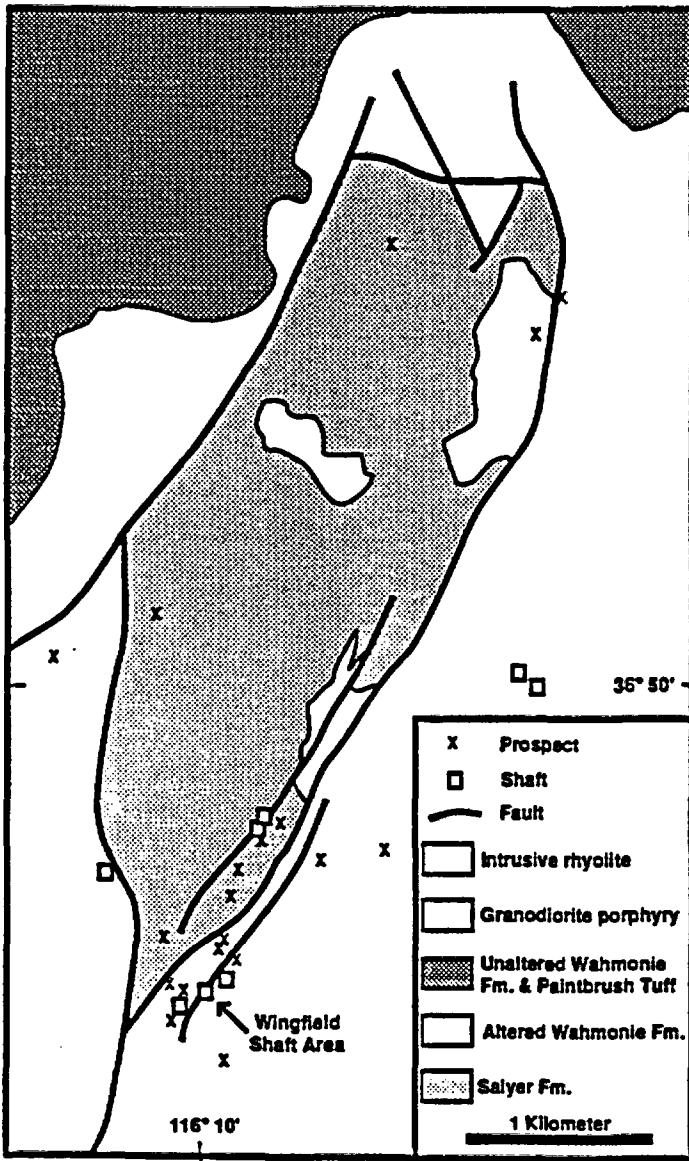 36° 50'
x Prospect
Shaft
Fault
Intrusive rhyolite
Granodiorite porphyry
Unaltered Wahmonie
Fm. & Paintbrush Tuff
Altered Wahmonie Fm.
Salyer Fm.
1 Kilometer
Wingfield
Shaft Area
116° 10'